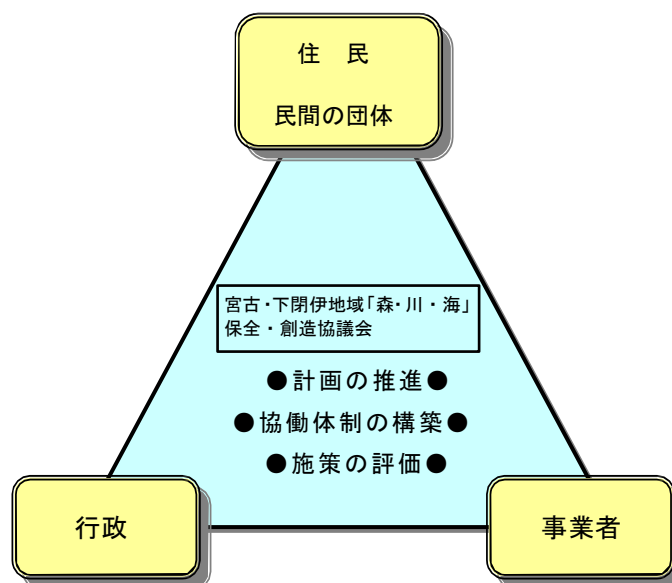 住　民
民間の団体
宮古・下閉伊地域「森・川・海」
保全・創造協議会
●計画の推進●
●協働体制の構築●
●施策の評価●
行政
事業者